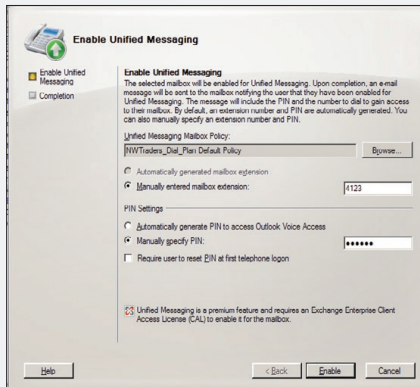 Enable Unified Messaging
Enable Unified
Messaging
Completion
Enable Unified Messaging
The selected mailbox will be enabled for Unified Messaging. Upon completion, an e-mail
message will be sent to the mailbox notifying the user that they have been enabled for
Unified Messaging. The message will include the PIN and the number to dial to gain access
to their mailbox. By default, an extension number and PIN are automatically generated. You
can also manually specify an extension number and PIN.
Unified Messaging Mailbox Policy:
NWTraders_Dial_Plan Default Policy
Browse...
Automatically generated mailbox extension
Manually entered mailbox extension:
4123
PIN Settings
Automatically generate PIN to access Outlook Voice Access
Manually specify PIN:
••••••
Require user to reset PIN at first telephone logon
Unified Messaging is a premium feature and requires an Exchange Enterprise Client
Access License (CAL) to enable it for the mailbox.
Help
< Back
Enable
Cancel